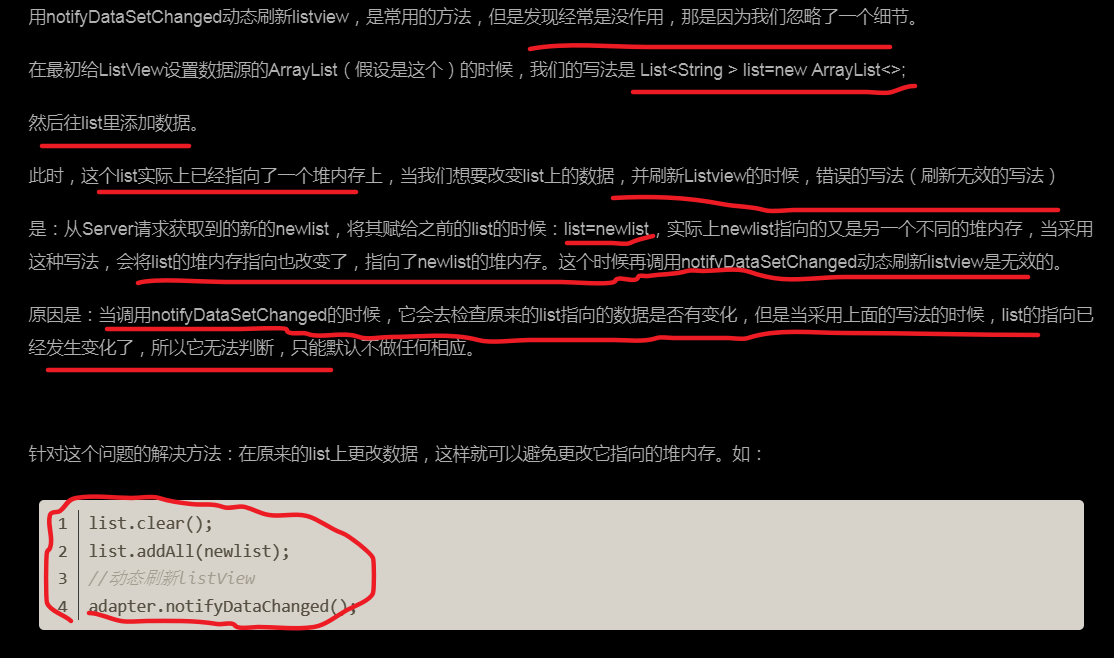 用notifyDataSetChanged动态刷新listview，是常用的方法，但是发现经常是没作用，那是因为我们忽略了一个细节。
在最初给ListView设置数据源的ArrayList（假设是这个）的时候，我们的写法是 List<String > list=new ArrayList<>;
然后往list里添加数据。
此时，这个list实际上已经指向了一个堆内存上，当我们想要改变list上的数据，并刷新Listview的时候，错误的写法（刷新无效的写法）
是：从Server请求获取到的新的newlist，将其赋给之前的list的时候：list=newlist，实际上newlist指向的又是另一个不同的堆内存，当采用
这种写法，会将list的堆内存指向也改变了，指向了newlist的堆内存。这个时候再调用notifyDataSetChanged动态刷新listview是无效的。
原因是：当调用notifyDataSetChanged的时候，它会去检查原来的list指向的数据是否有变化，但是当采用上面的写法的时候，list的指向已
经发生变化了，所以它无法判断，只能默认不做任何相应。
针对这个问题的解决方法：在原来的list上更改数据，这样就可以避免更改它指向的堆内存。如：
1 list.clear();
2 list.addAll(newlist);
3 //动态刷新listView
4 adapter.notifyDataChanged();